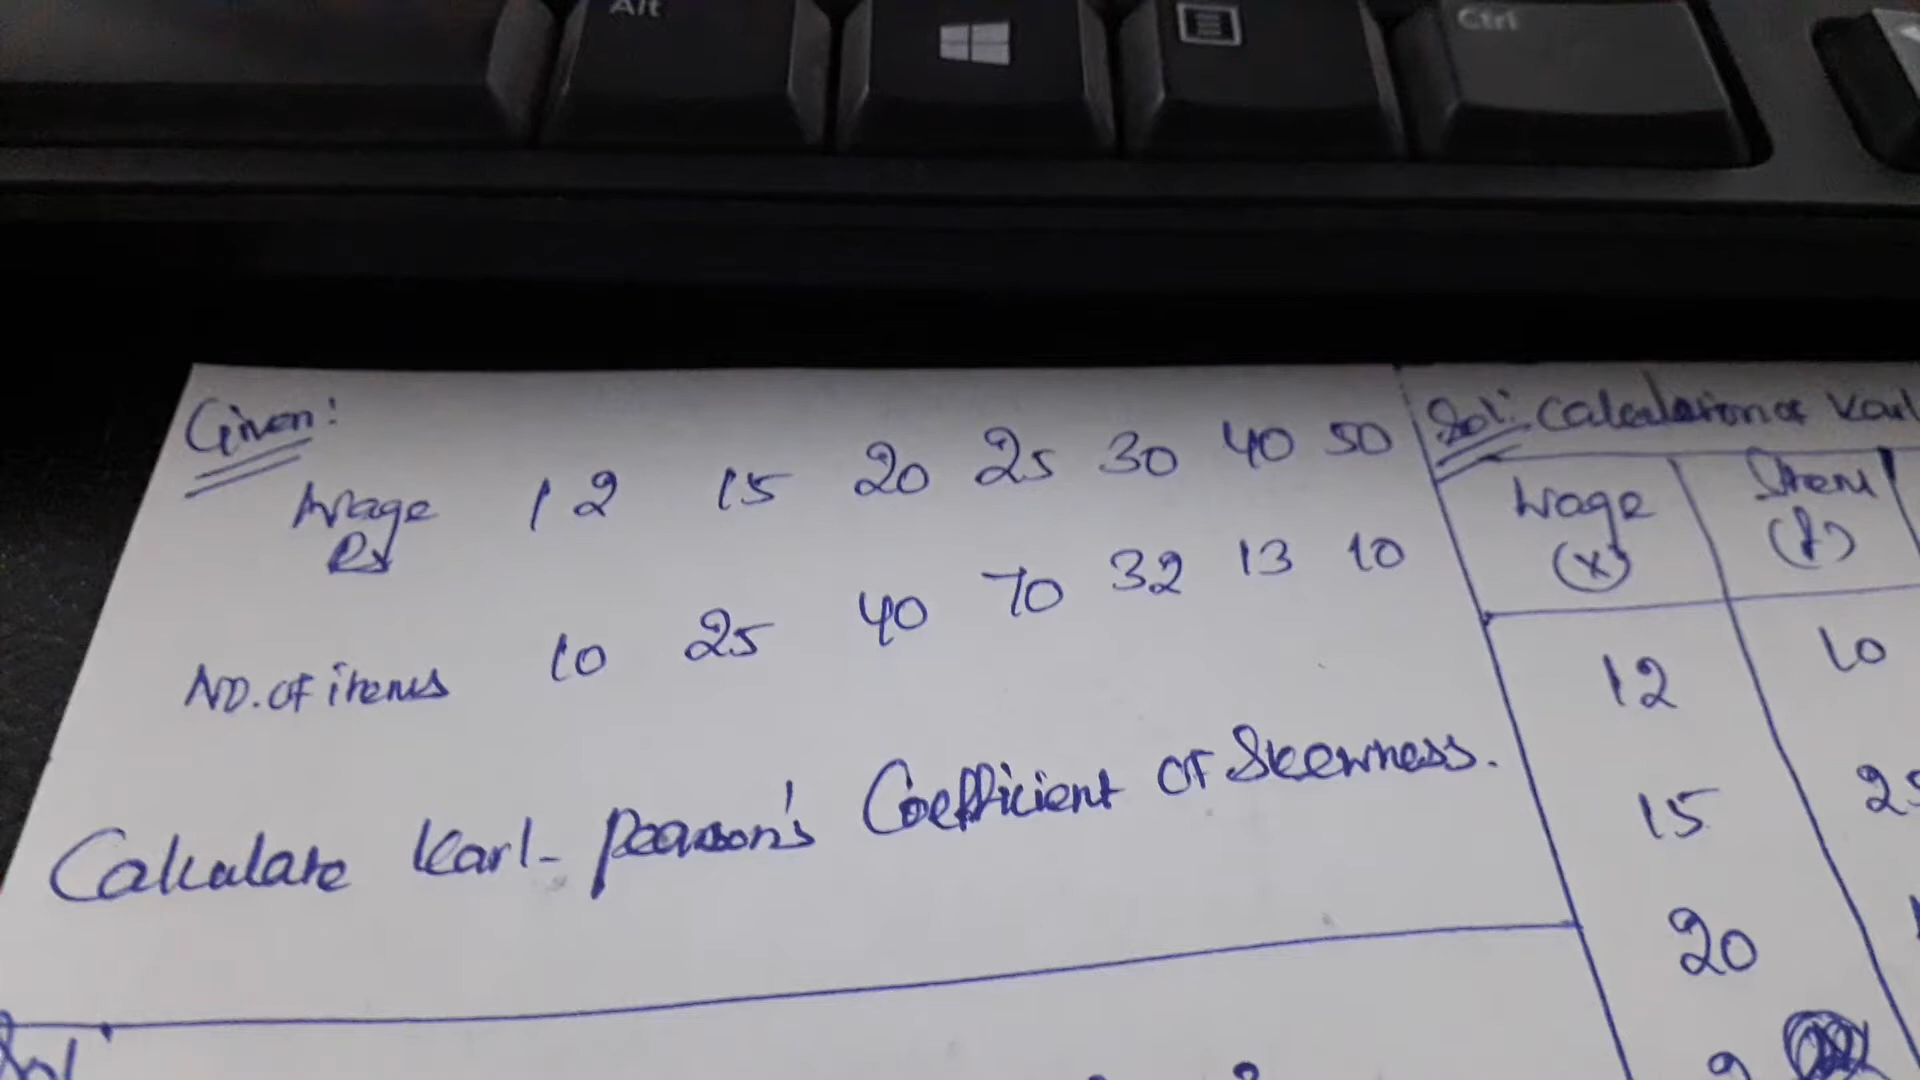 Alt
Ctrl
Given:
Wage 12 15 20 25 30 40 50
Rs
NO. OF items 10 25 40 70 32 13 10
Calculate Karl-Pearson's Coefficient OF Skewness.
Sol: Calculation of Karl
Wage Item
(x) (f)
12 10
15 25
20
Sol: